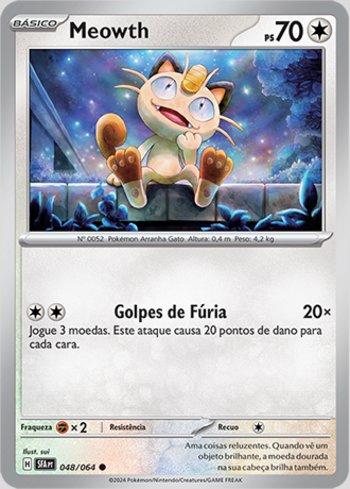 BÁSICO
Meowth
PS 70
Nº 0052 Pokémon Arranha Gato Altura: 0,4 m Peso: 4,2 kg
Golpes de Fúria 20×
Jogue 3 moedas. Este ataque causa 20 pontos de dano para
cada cara.
Fraqueza × 2 Resistência Recuo
Ilust. sui
H SFA PT 048/064
Ama coisas reluzentes. Quando vê um
objeto brilhante, a moeda dourada na
sua cabeça brilha também.
©2024 Pokémon/Nintendo/Creatures/GAME FREAK